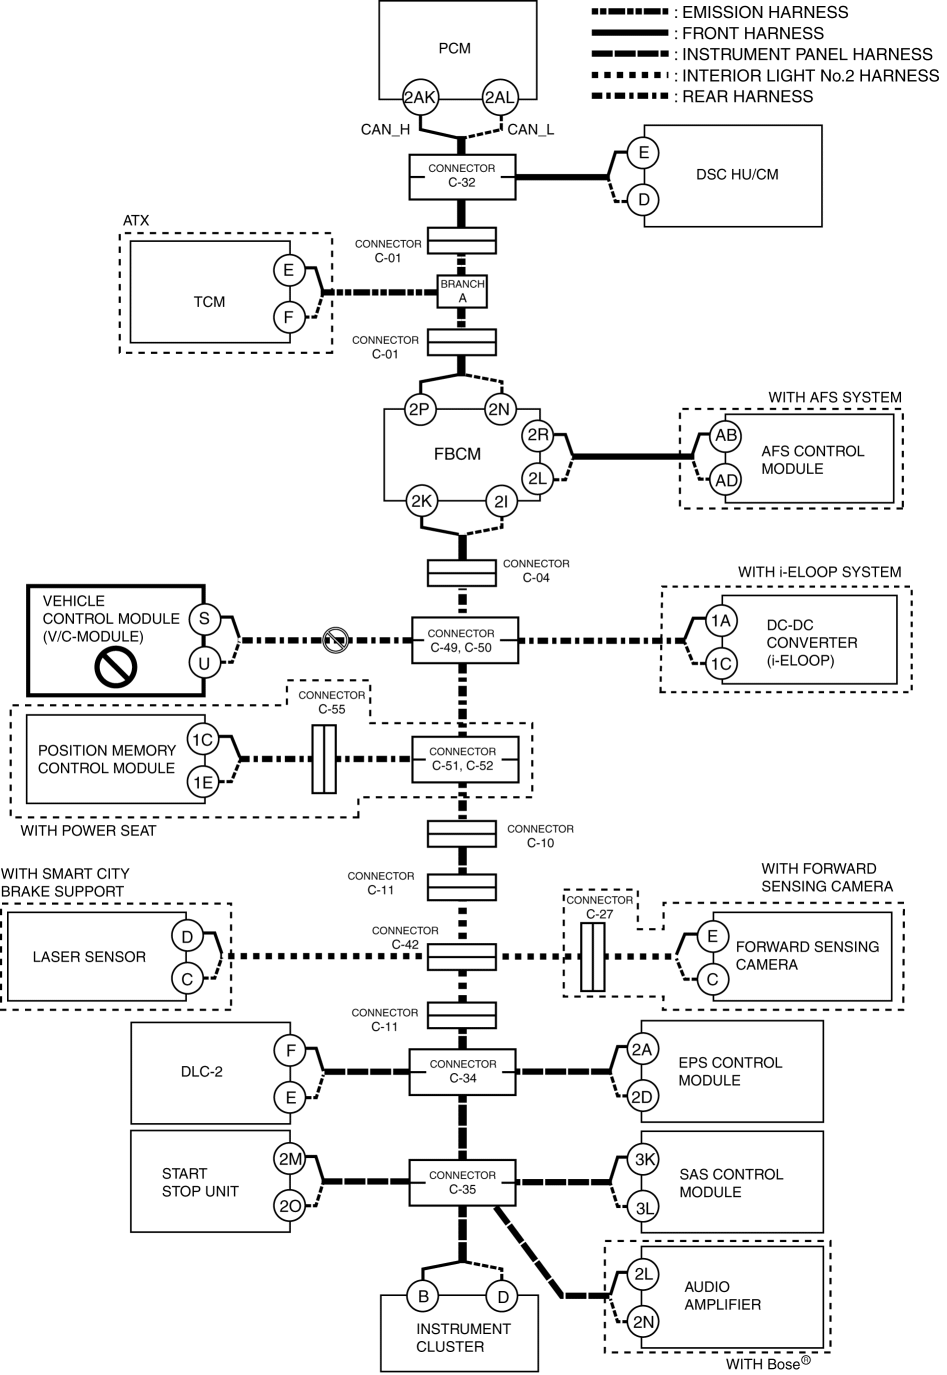 : EMISSION HARNESS
: FRONT HARNESS
: INSTRUMENT PANEL HARNESS
: INTERIOR LIGHT No.2 HARNESS
: REAR HARNESS
PCM
2AK
2AL
CAN_H
CAN_L
CONNECTOR
C-32
E
D
DSC HU/CM
ATX
CONNECTOR
C-01
TCM
E
F
BRANCH
A
CONNECTOR
C-01
2P
2N
FBCM
2R
2L
2K
2I
WITH AFS SYSTEM
AB
AD
AFS CONTROL
MODULE
CONNECTOR
C-04
WITH i-ELOOP SYSTEM
VEHICLE
CONTROL MODULE
(V/C-MODULE)
S
U
CONNECTOR
C-49, C-50
1A
1C
DC-DC
CONVERTER
(i-ELOOP)
CONNECTOR
C-55
POSITION MEMORY
CONTROL MODULE
1C
1E
CONNECTOR
C-51, C-52
WITH POWER SEAT
CONNECTOR
C-10
CONNECTOR
C-11
WITH SMART CITY
BRAKE SUPPORT
WITH FORWARD
SENSING CAMERA
LASER SENSOR
D
C
CONNECTOR
C-42
CONNECTOR
C-27
E
C
FORWARD SENSING
CAMERA
CONNECTOR
C-11
DLC-2
F
E
CONNECTOR
C-34
2A
2D
EPS CONTROL
MODULE
START
STOP UNIT
2M
2O
CONNECTOR
C-35
3K
3L
SAS CONTROL
MODULE
B
D
INSTRUMENT
CLUSTER
2L
2N
AUDIO
AMPLIFIER
WITH Bose®